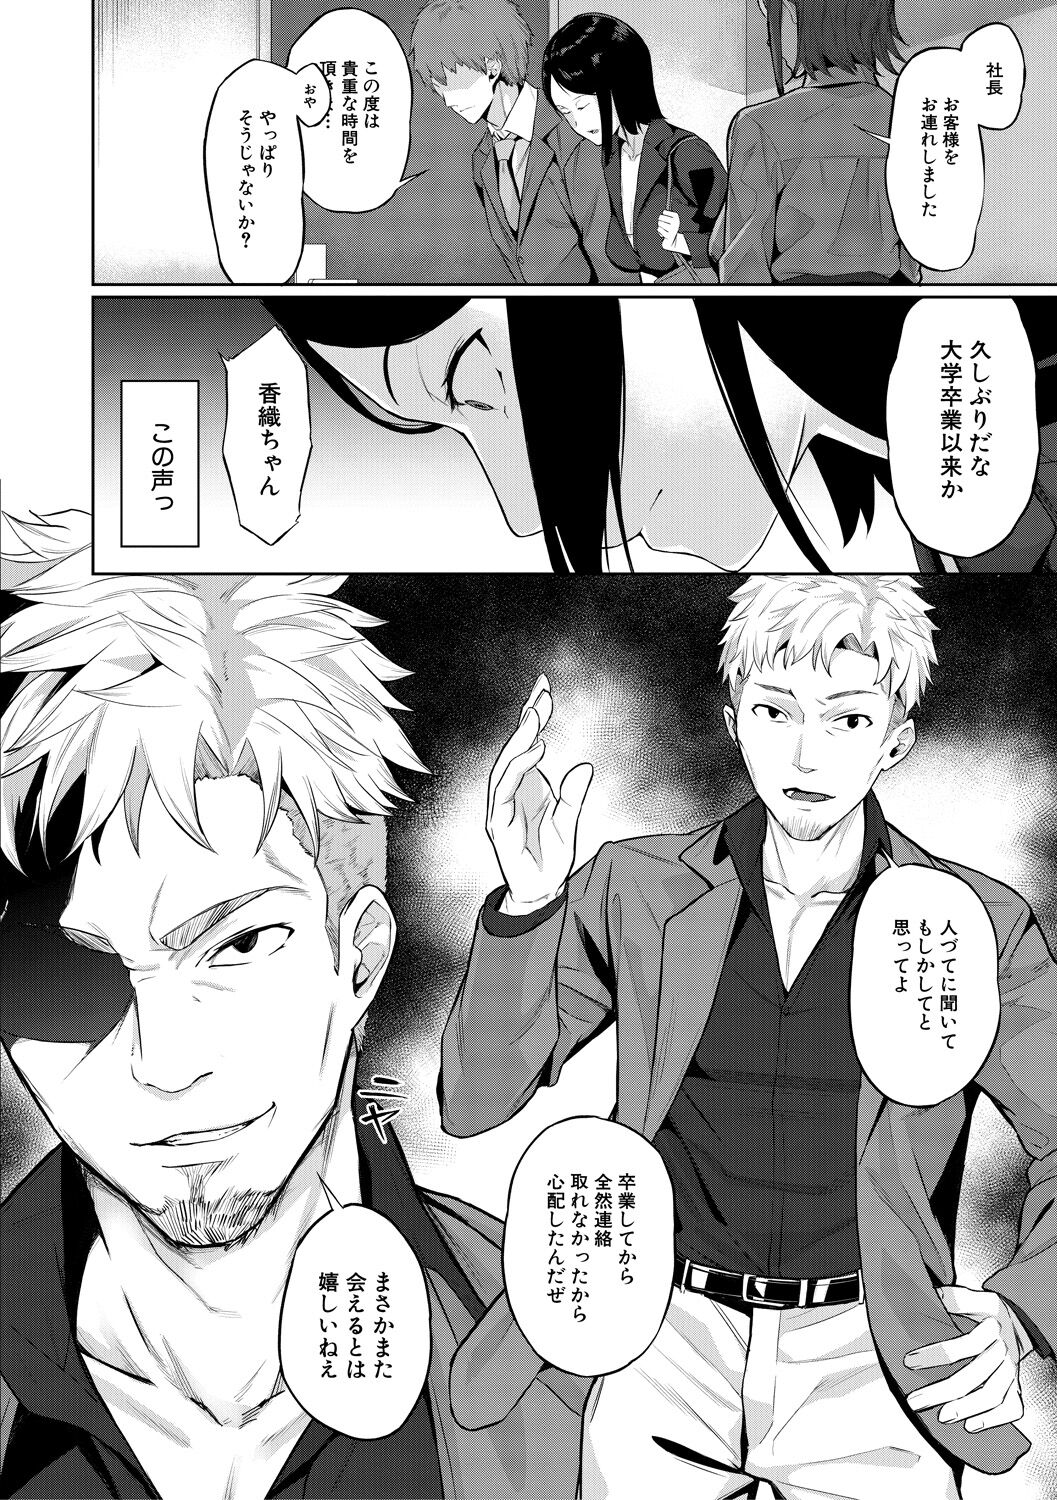 社長
お客様を
お連れしました
この度は
貴重な時間を
おや
やっぱり
そうじゃないか?
久しぶりだな
大学卒業以来か
香織ちゃん
この声っ
人づてに聞いて
もしかしてと
思ってよ
卒業してから
全然連絡
取れなかったから
心配したんだぜ
ニヤ
まさかまた
会えるとは
嬉しいねえ